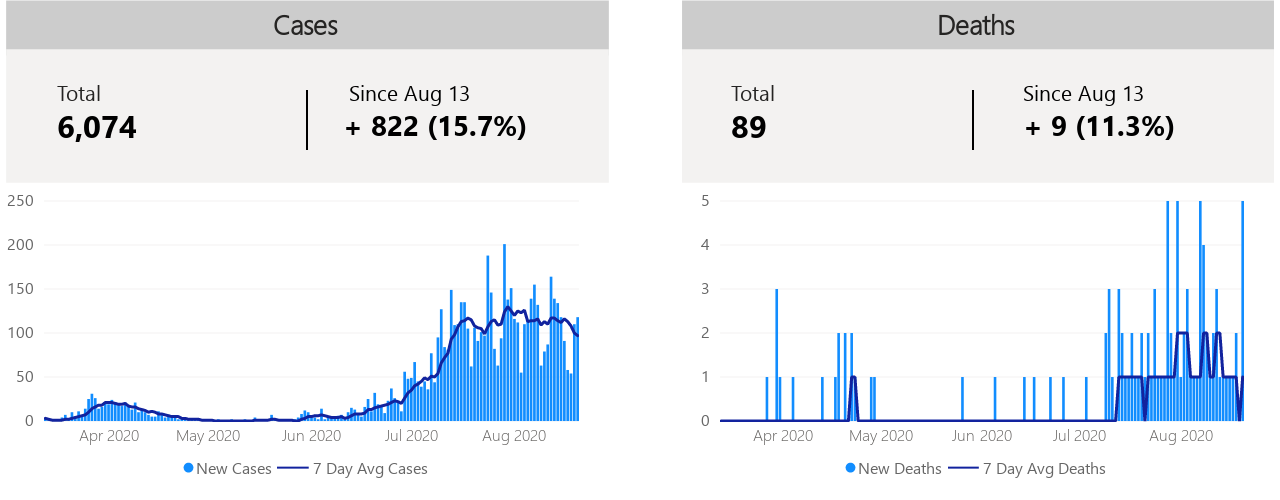 Cases
Total
Since Aug 13
6,074
+ 822 (15.7%)
250
200
150
100
50
0
Apr 2020
May 2020
Jun 2020
Jul 2020
Aug 2020
New Cases
7 Day Avg Cases
Deaths
Total
Since Aug 13
89
+ 9 (11.3%)
5
4
3
2
1
0
Apr 2020
May 2020
Jun 2020
Jul 2020
Aug 2020
New Deaths
7 Day Avg Deaths